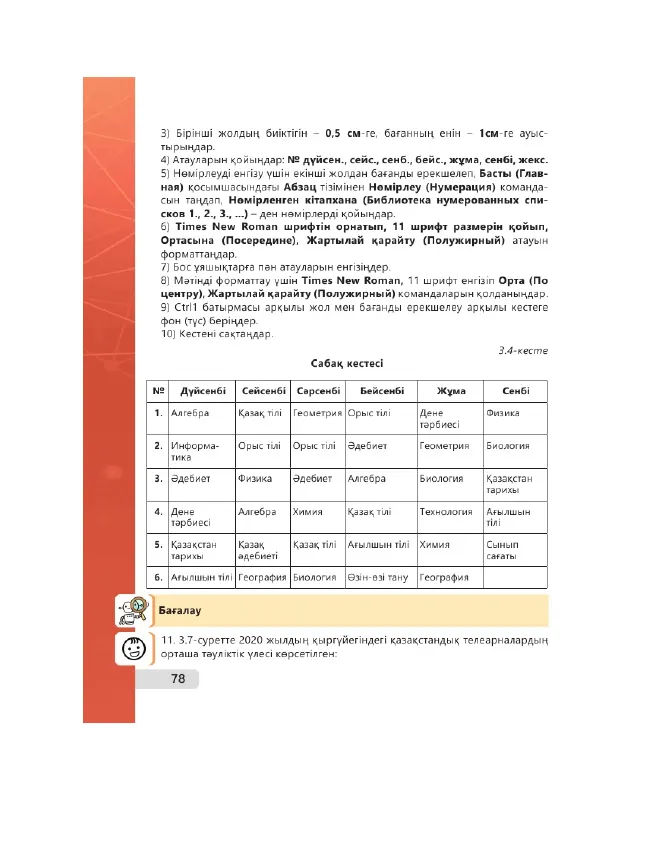 3) Бірінші жолдың биіктігін – 0,5 см-ге, бағанның енін – 1см-ге ауыс-
тырыңдар.
4) Атауларын қойыңдар: № дүйсен., сейс., сенб., бейс., жұма, сенбі, жекс.
5) Нөмірлеуді енгізу үшін екінші жолдан бағанды ерекшелеп, Басты (Глав-
ная) қосымшасындағы Абзац тізімінен Нөмірлеу (Нумерация) команда-
сын таңдап, Нөмірленген кітапхана (Библиотека нумерованных спи-
сков 1., 2., 3., ...) – ден нөмірлерді қойыңдар.
6) Times New Roman шрифтін орнатып, 11 шрифт размерін қойып,
Ортасына (Посередине), Жартылай қарайту (Полужирный) атауын
форматтаңдар.
7) Бос ұяшықтарға пән атауларын енгізіңдер.
8) Мәтінді форматтау үшін Times New Roman, 11 шрифт енгізіп Орта (По
центру), Жартылай қарайту (Полужирный) командаларын қолданыңдар.
9) Ctrl1 батырмасы арқылы жол мен бағанды ерекшелеу арқылы кестеге
фон (түс) беріңдер.
10) Кестені сақтаңдар.
3.4-кесте
Сабақ кестесі
№ Дүйсенбі Сейсенбі Сәрсенбі Бейсенбі Жұма Сенбі
1. Алгебра Қазақ тілі Геометрия Орыс тілі Дене Физика
тәрбиесі
2. Информа- Орыс тілі Орыс тілі Әдебиет Геометрия Биология
тика
3. Әдебиет Физика Әдебиет Алгебра Биология Қазақстан
тарихы
4. Дене Алгебра Химия Қазақ тілі Технология Ағылшын
тәрбиесі тілі
5. Қазақстан Қазақ Қазақ тілі Ағылшын тілі Химия Сынып
тарихы әдебиеті сағаты
6. Ағылшын тілі География Биология Өзін-өзі тану География
Бағалау
11. 3.7-суретте 2020 жылдың қыргүйегіндегі қазақстандық телеарналардың
орташа тәуліктік үлесі көрсетілген:
78